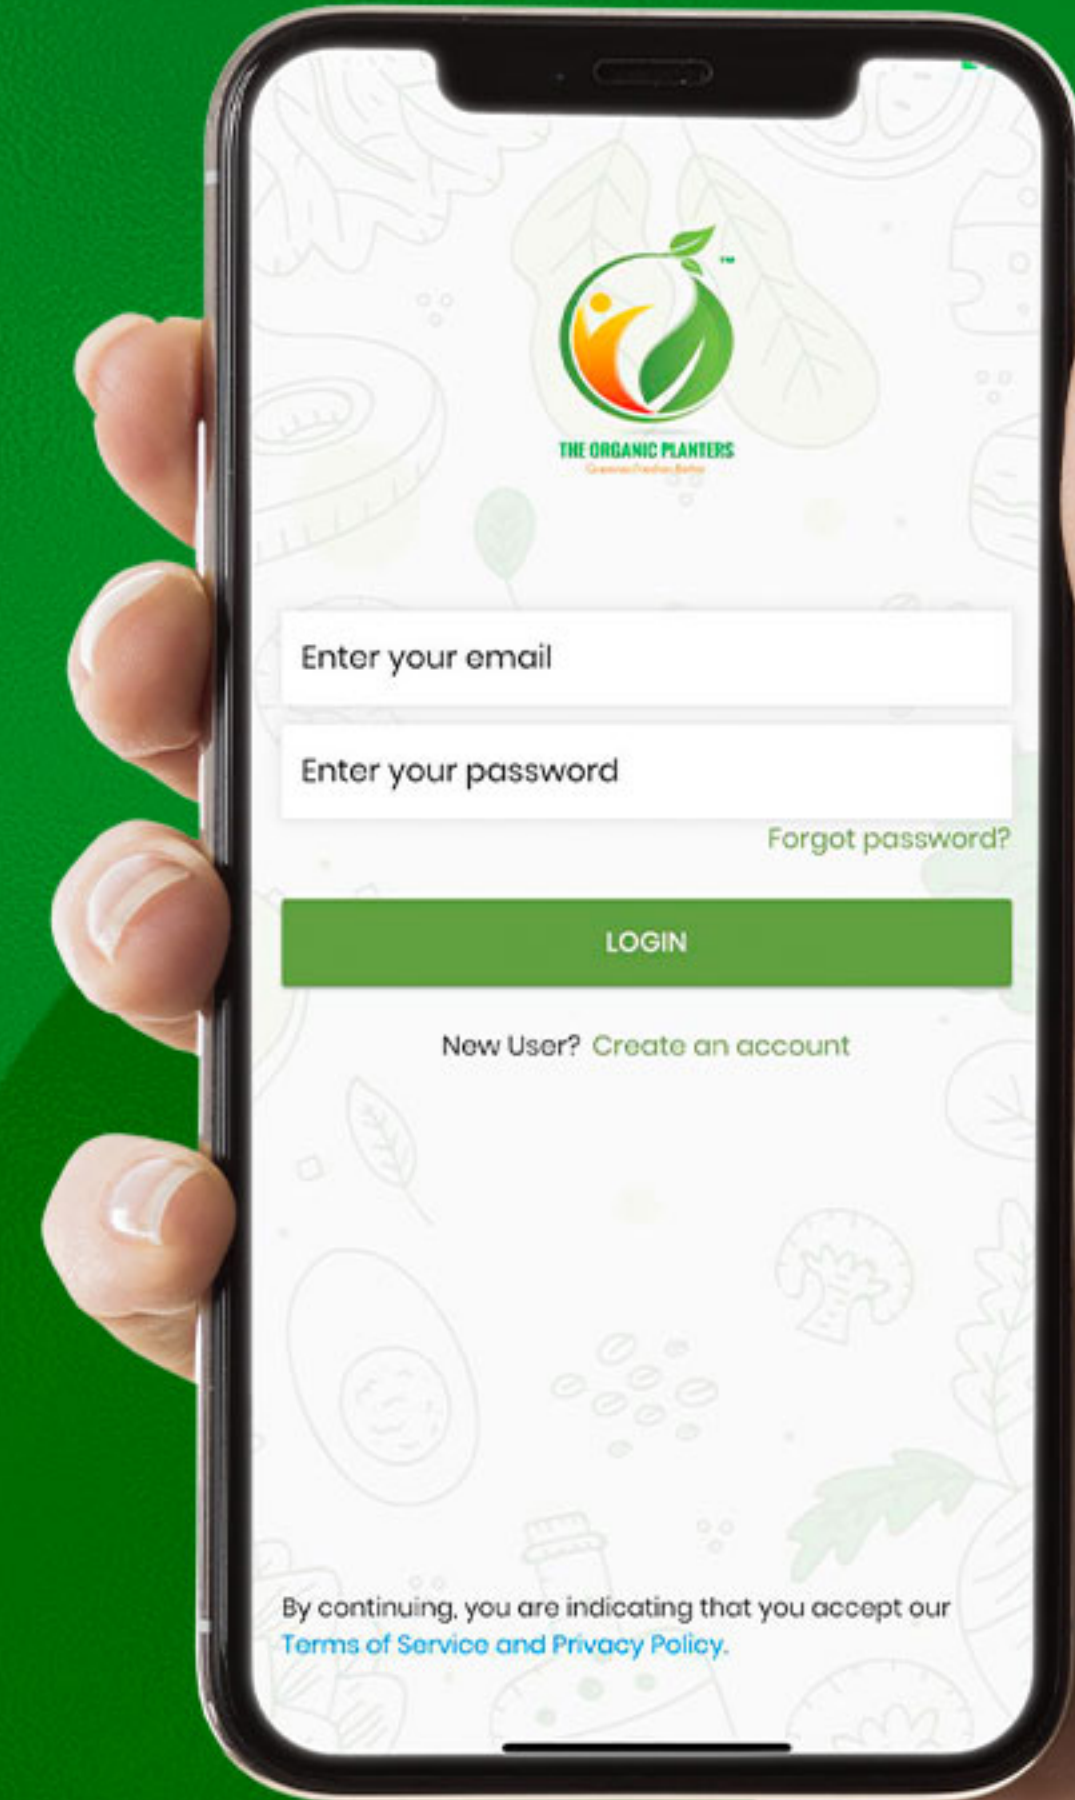 ™
THE ORGANIC PLANTERS
Enter your email
Enter your password
Forgot password?
LOGIN
New User? Create an account
By continuing, you are indicating that you accept our
Terms of Service and Privacy Policy.